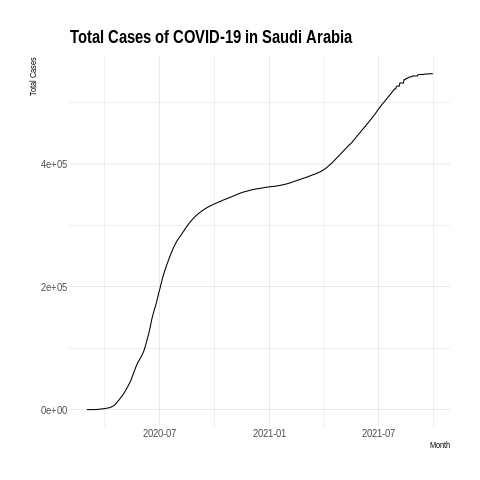 Total Cases of COVID-19 in Saudi Arabia
Total Cases
4e+05
2e+05
0e+00
2020-07
2021-01
2021-07
Month